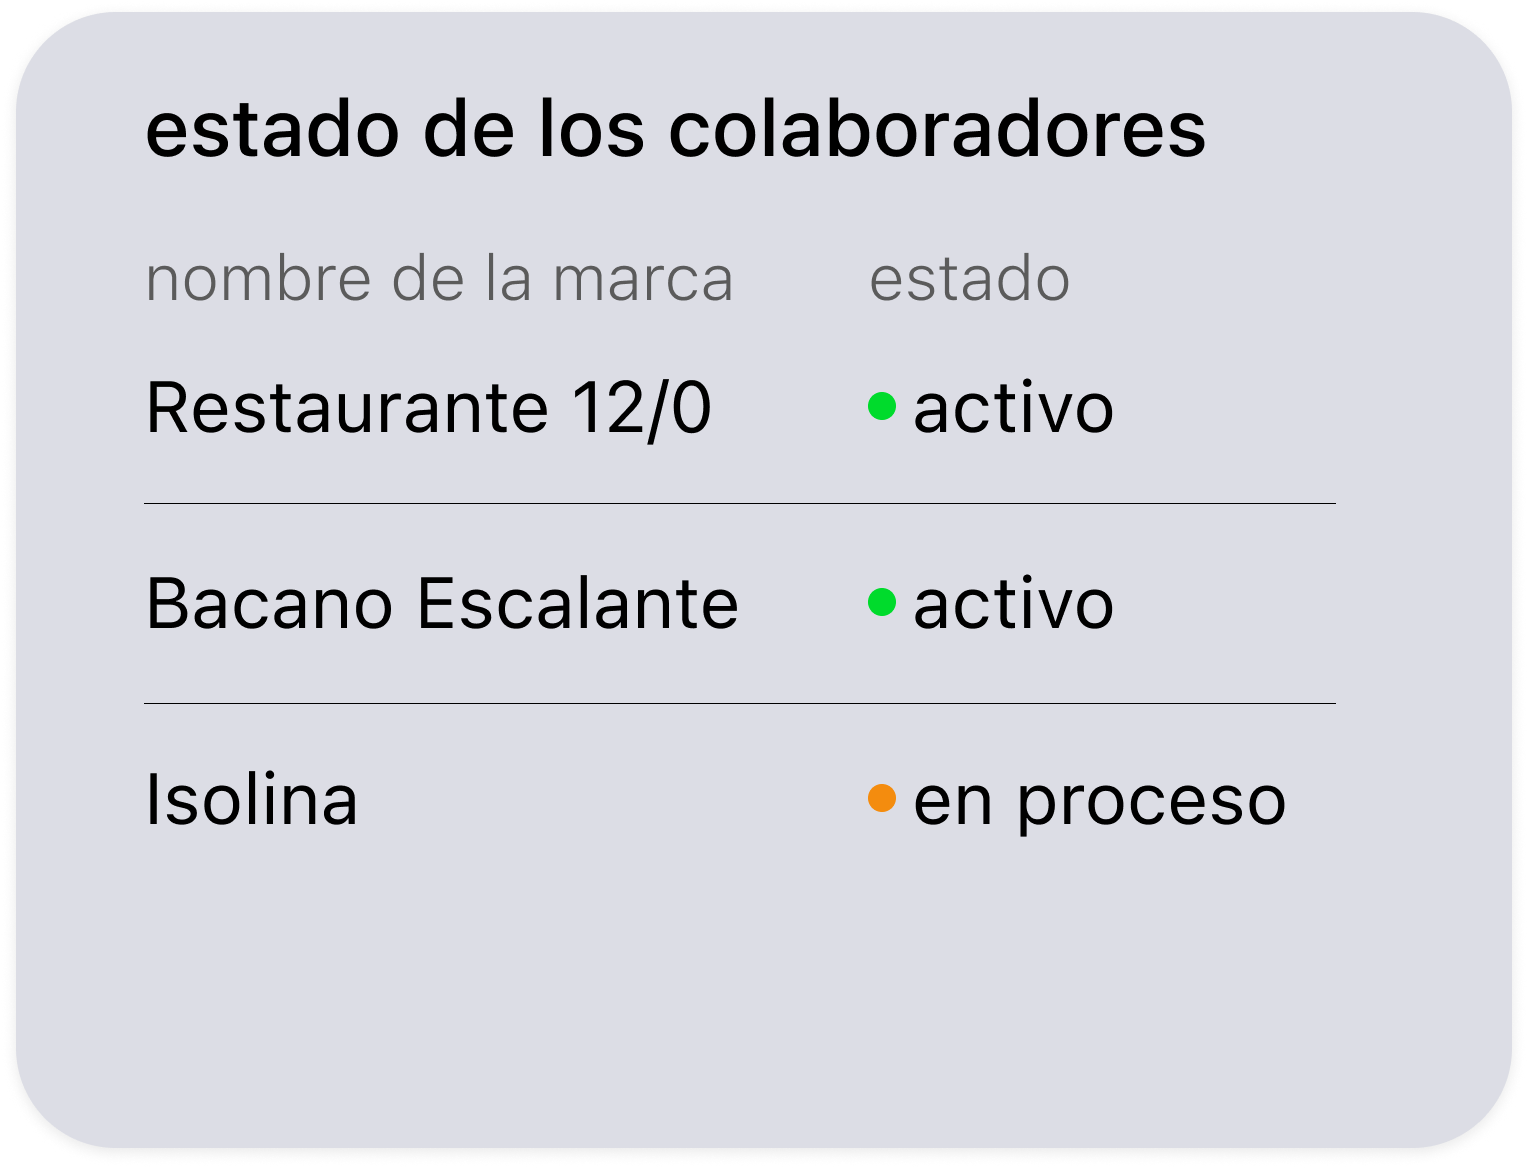 estado de los colaboradores
nombre de la marca estado
Restaurante 12/0 activo
Bacano Escalante activo
Isolina en proceso